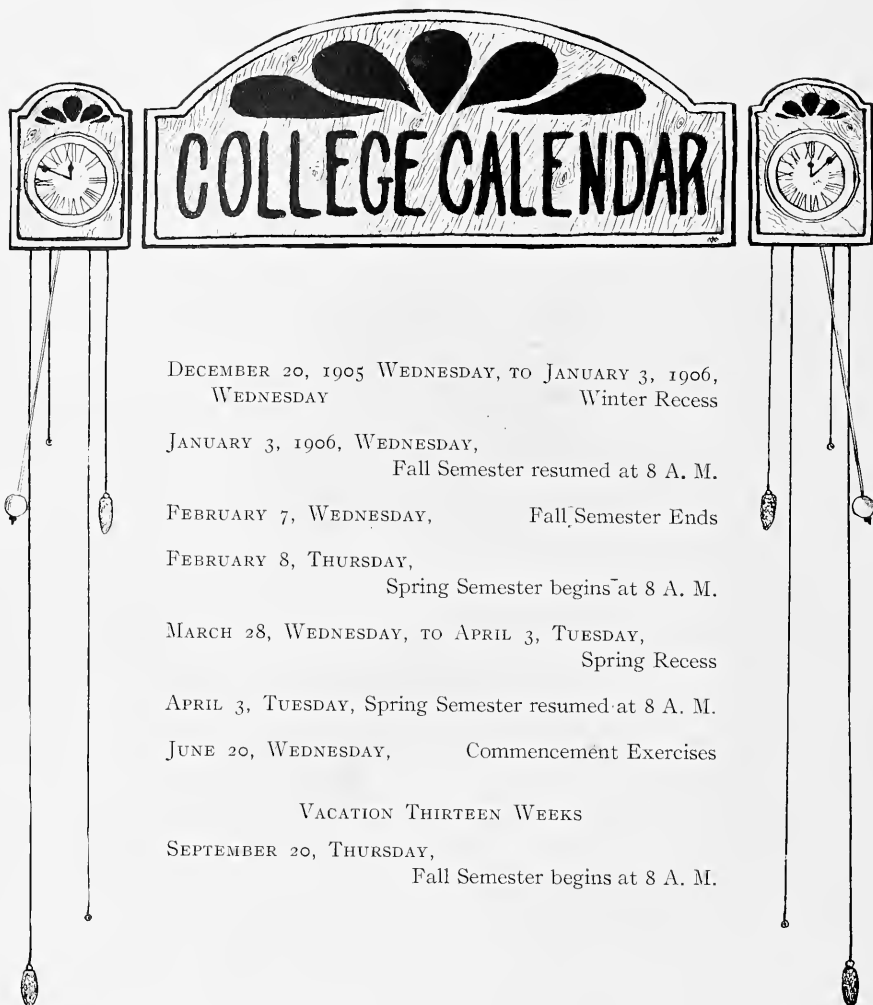 COLLEGE CALENDAR
DECEMBER 20, 1905 WEDNESDAY, TO JANUARY 3, 1906,
WEDNESDAY Winter Recess
JANUARY 3, 1906, WEDNESDAY,
Fall Semester resumed at 8 A. M.
FEBRUARY 7, WEDNESDAY, Fall Semester Ends
FEBRUARY 8, THURSDAY,
Spring Semester begins at 8 A. M.
MARCH 28, WEDNESDAY, TO APRIL 3, TUESDAY,
Spring Recess
APRIL 3, TUESDAY, Spring Semester resumed at 8 A. M.
JUNE 20, WEDNESDAY, Commencement Exercises
VACATION THIRTEEN WEEKS
SEPTEMBER 20, THURSDAY,
Fall Semester begins at 8 A. M.